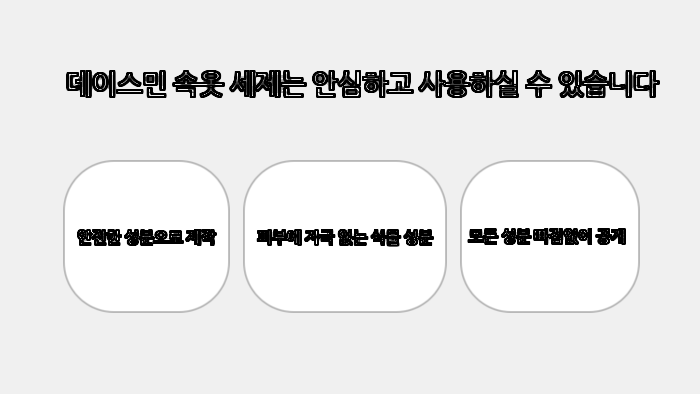 데이스민 속옷 세제는 안심하고 사용하실 수 있습니다
안전한 성분으로 제작
피부에 자극 없는 식물 성분
모든 성분 빠짐없이 공개